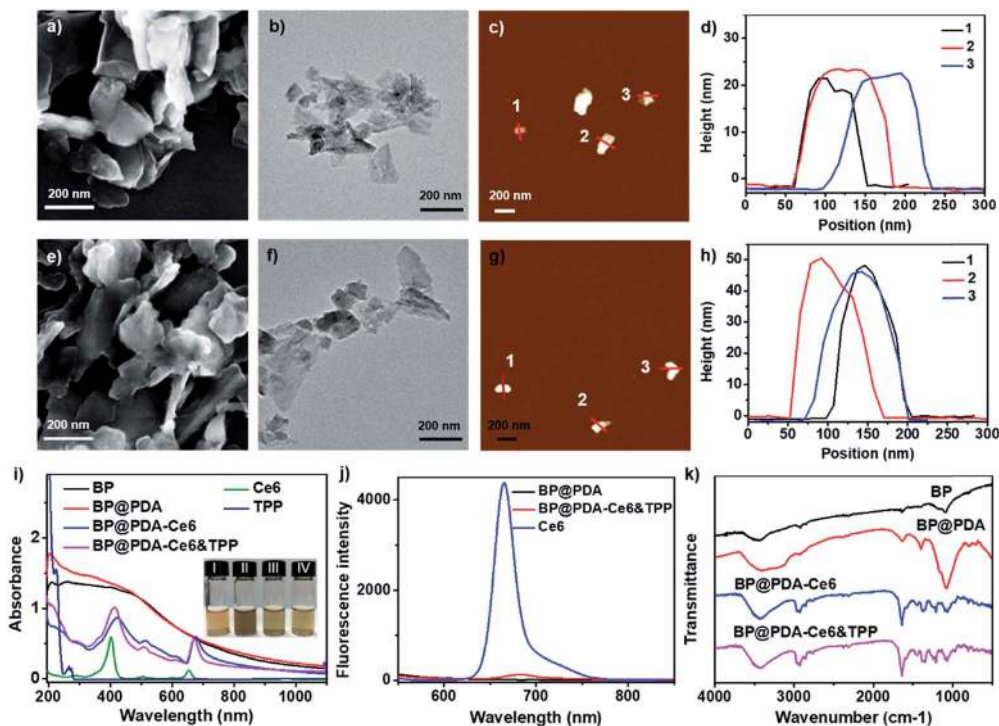 a)
200 nm
b)
200 nm
c)
1
2
3
200 nm
d)
Height (nm)
30
20
10
0
1
2
3
0 50 100 150 200 250 300
Position (nm)
e)
200 nm
f)
200 nm
g)
1
2
3
200 nm
h)
Height (nm)
50
40
30
20
10
0
1
2
3
0 50 100 150 200 250 300
Position (nm)
i)
Absorbance
2
1
0
BP
BP@PDA
BP@PDA-Ce6
BP@PDA-Ce6&TPP
Ce6
TPP
I II III IV
200 400 600 800 1000
Wavelength (nm)
j)
Fluorescence intensity
4000
2000
0
BP@PDA
BP@PDA-Ce6&TPP
Ce6
600 700 800
Wavelength (nm)
k)
Transmittance
BP
BP@PDA
BP@PDA-Ce6
BP@PDA-Ce6&TPP
4000 3000 2000 1000
Wavenumber (cm-1)